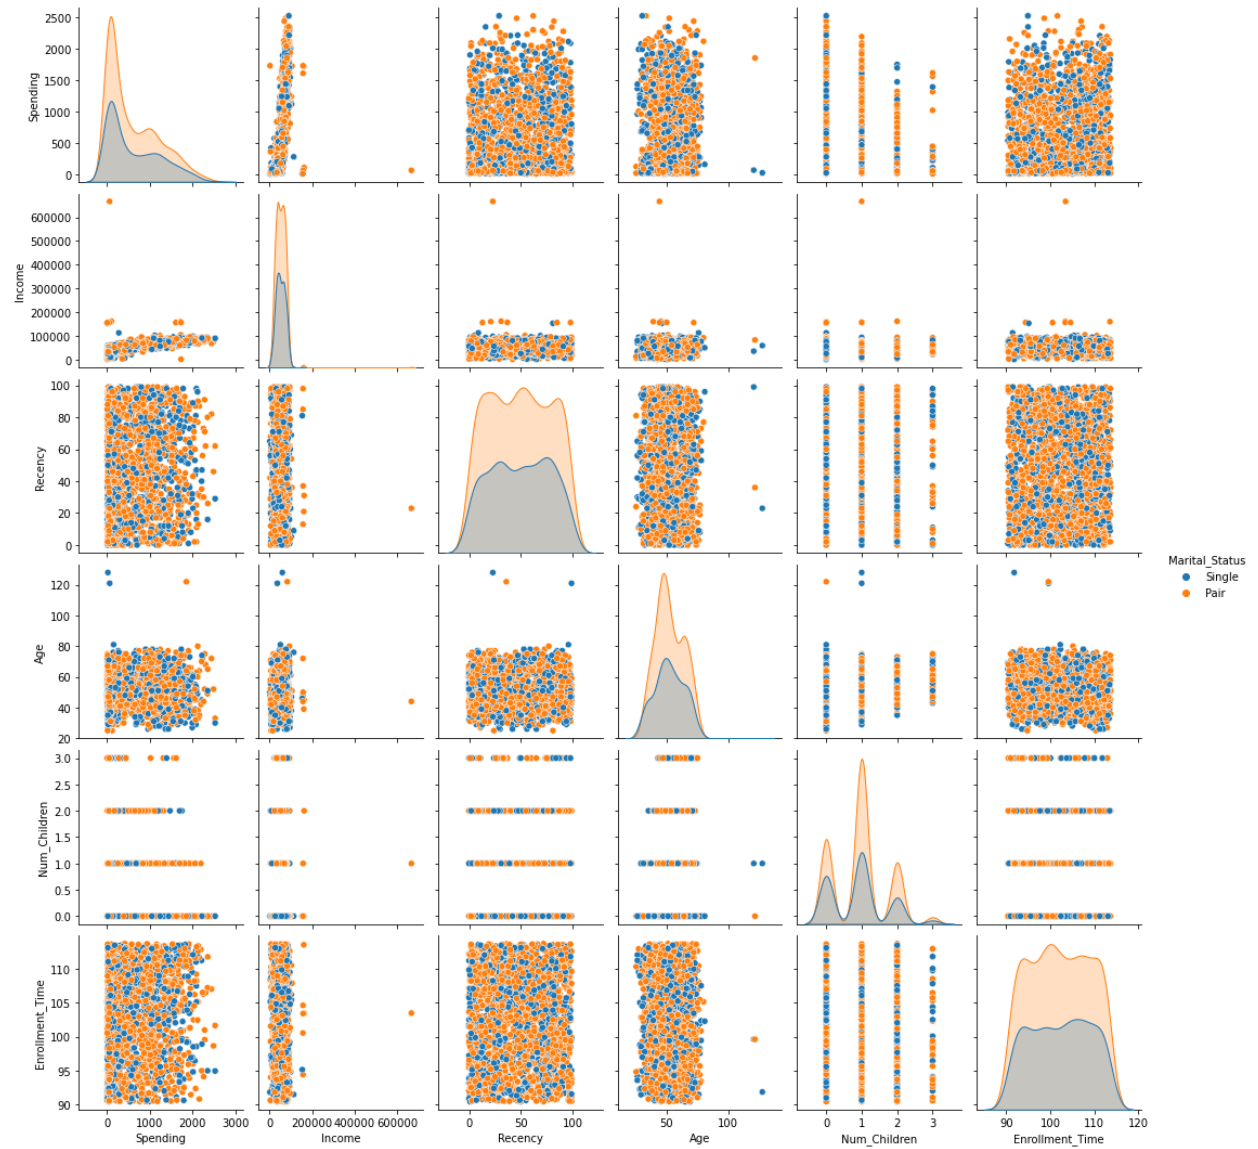 2500
2000
1500
1000
500
0
Spending
600000
500000
400000
300000
200000
100000
0
Income
100
80
60
40
20
0
Recency
Marital_Status
Single
Pair
120
100
80
60
40
20
Age
3.0
2.5
2.0
1.5
1.0
0.5
0.0
Num_Children
110
105
100
95
90
Enrollment_Time
0 1000 2000 3000
Spending
0 200000 400000 600000
Income
0 50 100
Recency
50 100
Age
0 1 2 3
Num_Children
90 100 110 120
Enrollment_Time